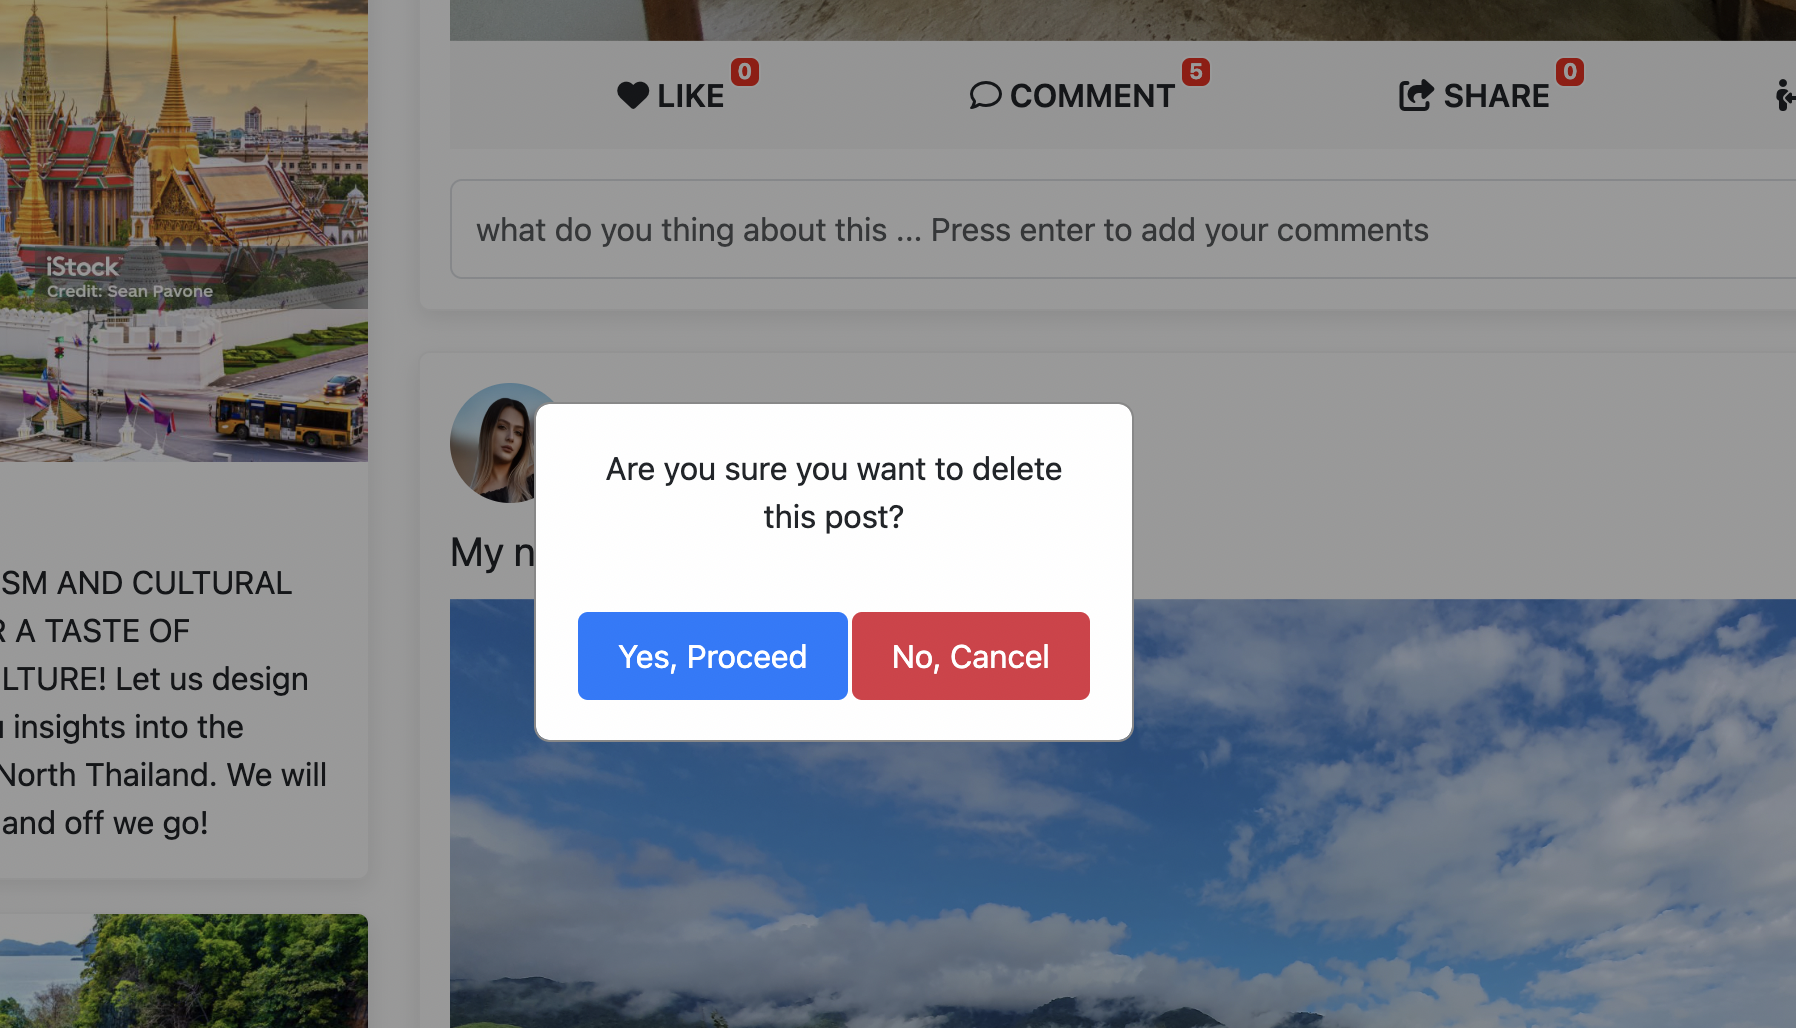 iStock
Credit: Sean Pavone
SM AND CULTURAL
R A TASTE OF
LTURE! Let us design
insights into the
North Thailand. We will
and off we go!
LIKE 0
COMMENT 5
SHARE 0
what do you thing about this ... Press enter to add your comments
My n
Are you sure you want to delete
this post?
Yes, Proceed
No, Cancel